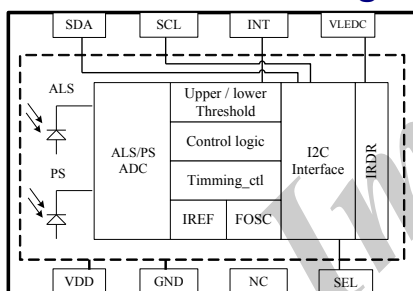 SDA
SCL
INT
VLEDC
ALS
PS
ALS/PS
ADC
Upper / lower
Threshold
Control logic
Timming_ctl
IREF
FOSC
I2C
Interface
IRDR
VDD
GND
NC
SEL